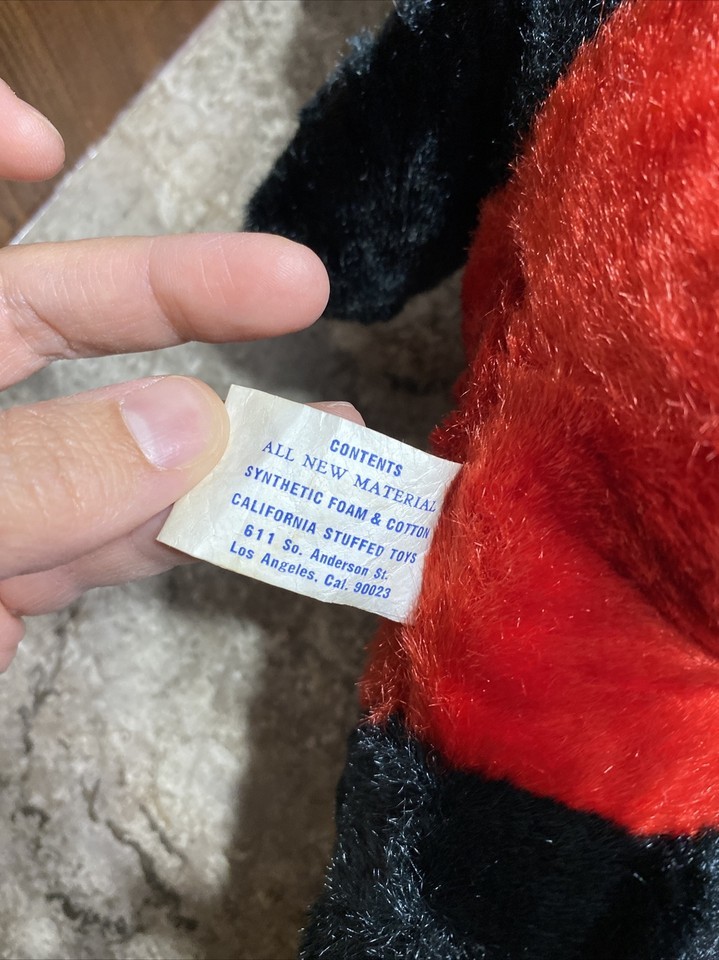 CONTENTS
ALL NEW MATERIAL
SYNTHETIC FOAM & COTTON
CALIFORNIA STUFFED TOYS
611 So. Anderson St.
Los Angeles, Cal. 90023